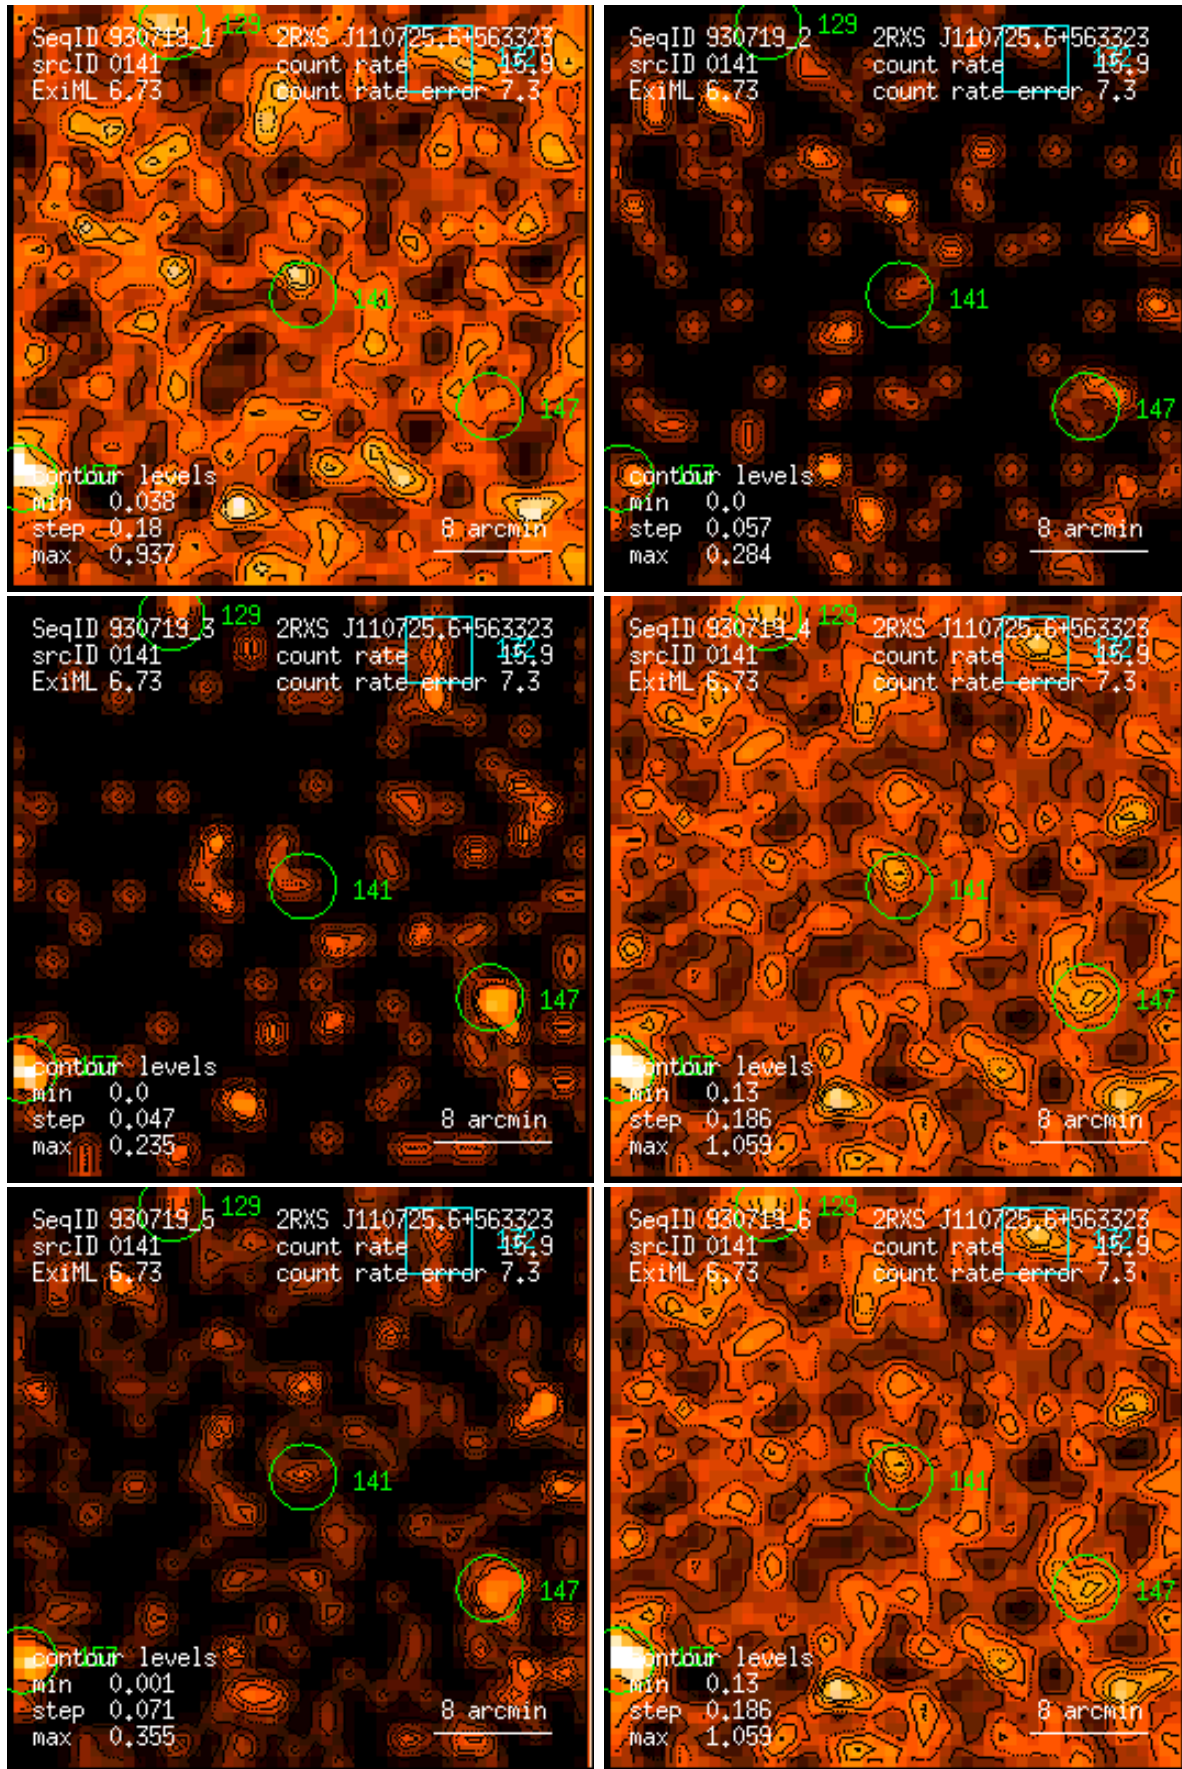 129
SeqID 930719_1 2RXS J110725.6+563323
srcID 0141 count rate 15.9
ExiML 6.73 count rate error 7.3
141
147
157
contour levels
min 0.038
step 0.18
max 0.937
8 arcmin
129
SeqID 930719_2 2RXS J110725.6+563323
srcID 0141 count rate 15.9
ExiML 6.73 count rate error 7.3
141
147
157
contour levels
min 0.0
step 0.057
max 0.284
8 arcmin
129
SeqID 930719_3 2RXS J110725.6+563323
srcID 0141 count rate 15.9
ExiML 6.73 count rate error 7.3
141
147
157
contour levels
min 0.0
step 0.047
max 0.235
8 arcmin
129
SeqID 930719_4 2RXS J110725.6+563323
srcID 0141 count rate 15.9
ExiML 6.73 count rate error 7.3
141
147
157
contour levels
min 0.13
step 0.186
max 1.059
8 arcmin
129
SeqID 930719_5 2RXS J110725.6+563323
srcID 0141 count rate 15.9
ExiML 6.73 count rate error 7.3
141
147
157
contour levels
min 0.001
step 0.071
max 0.355
8 arcmin
129
SeqID 930719_6 2RXS J110725.6+563323
srcID 0141 count rate 15.9
ExiML 6.73 count rate error 7.3
141
147
157
contour levels
min 0.13
step 0.186
max 1.059
8 arcmin